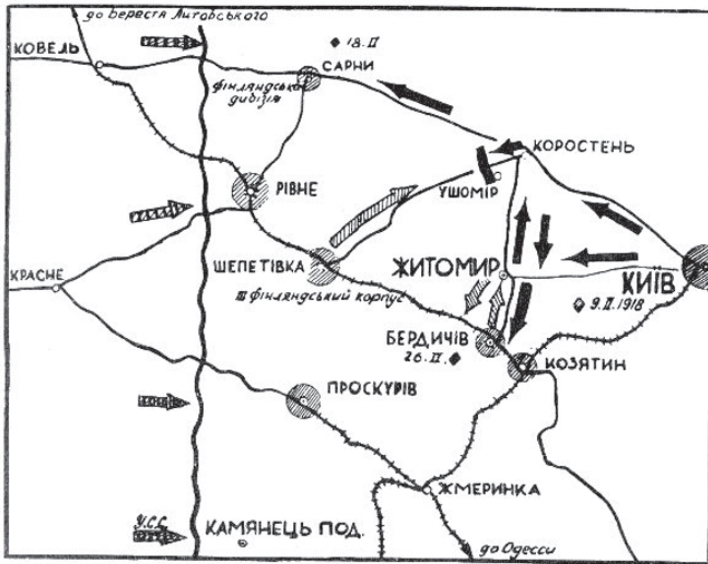 до Берестя Литовського
КОВЕЛЬ
18.II
САРНИ
Фінляндська
дивізія
КОРОСТЕНЬ
УШОМІР
РІВНЕ
ШЕПЕТІВКА
ЖИТОМИР
КИЇВ
КРАСНЕ
III фінляндський корпус
9.II.1918
БЕРДИЧІВ
26.II.
КОЗЯТИН
ПРОСКУРІВ
ЖМЕРИНКА
У.С.С.
КАМЯНЕЦЬ ПОД.
до Одесси